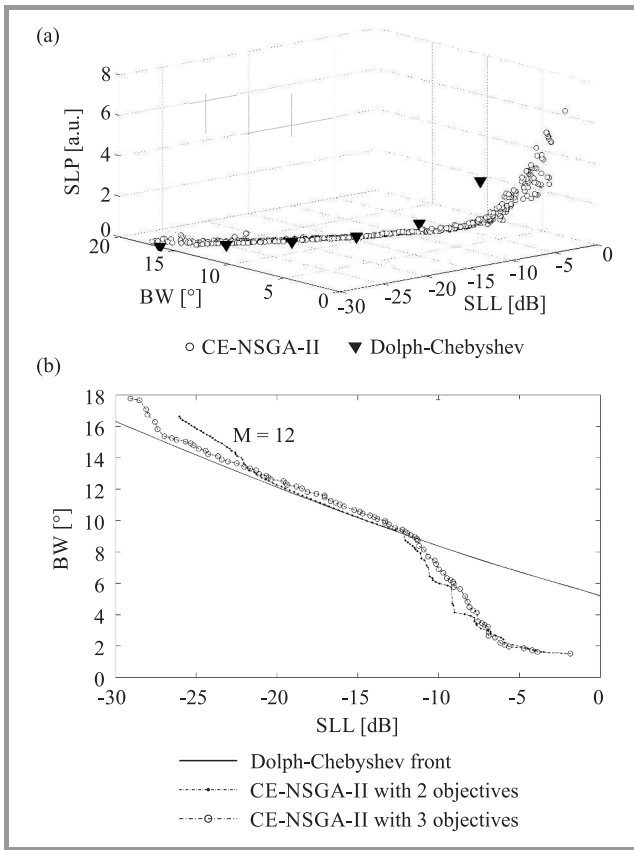 (a)
8
6
4
2
0
SLP [a.u.]
20
15
10
5
0
BW [°]
-30
-25
-20
-15
-10
-5
0
SLL [dB]
CE-NSGA-II Dolph-Chebyshev
(b)
18
16
14
12
10
8
6
4
2
0
BW [°]
M = 12
-30 -25 -20 -15 -10 -5 0
SLL [dB]
Dolph-Chebyshev front
CE-NSGA-II with 2 objectives
CE-NSGA-II with 3 objectives